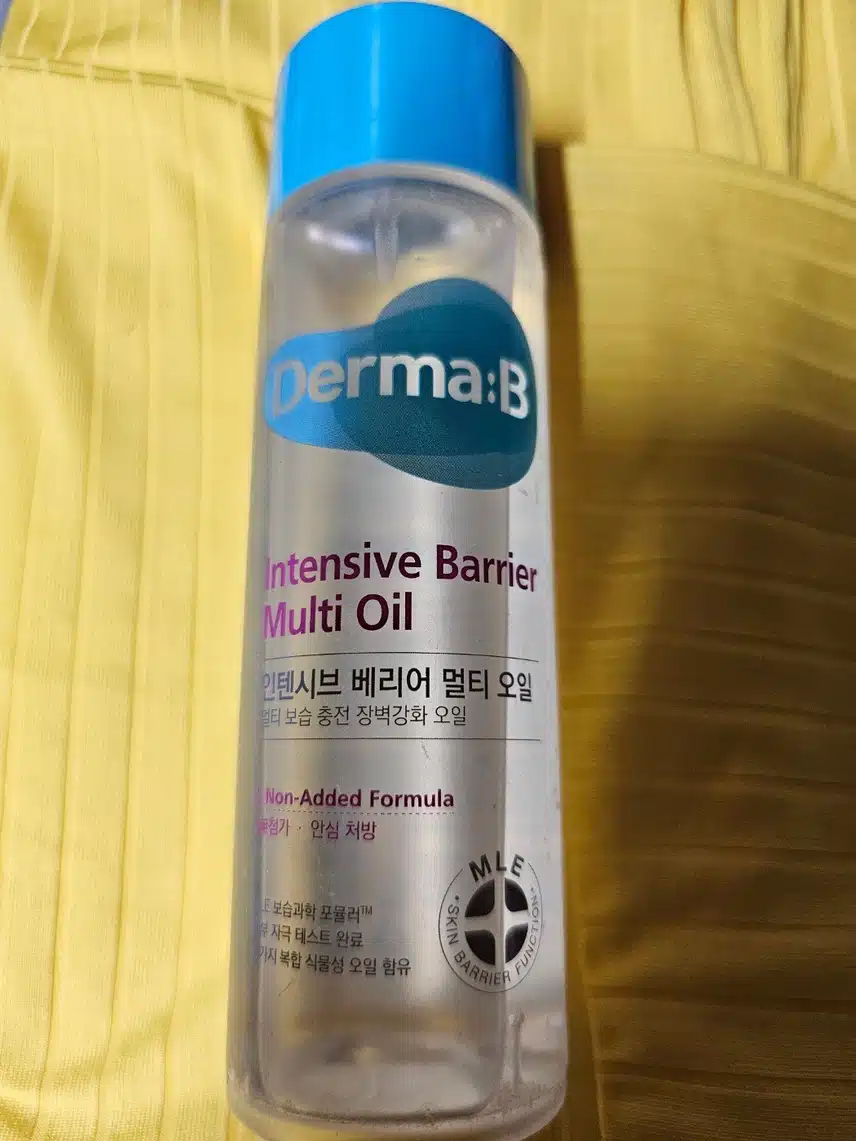 Derma:B
Intensive Barrier
Multi Oil
인텐시브 베리어 멀티 오일
멀티 보습 충전 장벽강화 오일
Non-Added Formula
안심 처방
보습과학 포뮬러™
자극 테스트 완료
복합 식물성 오일 함유
MLE
• SKIN BARRIER FUNCTION •